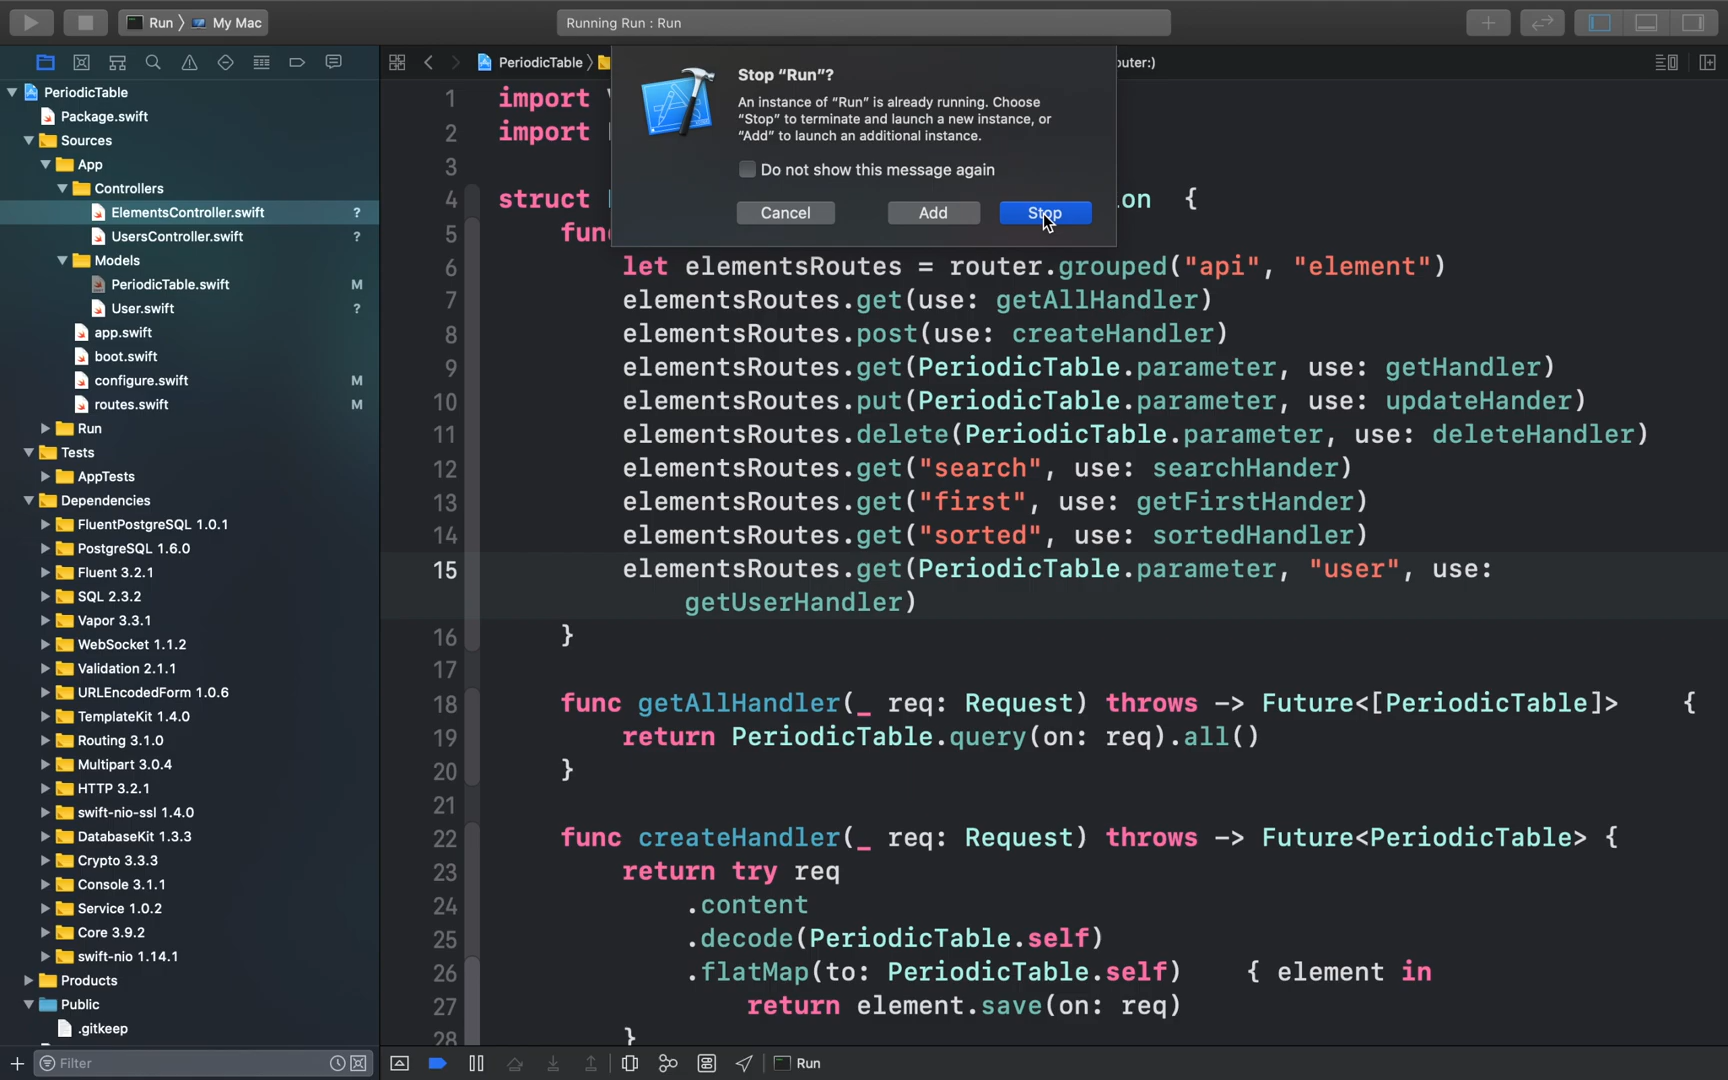 Run 〉 My Mac
Running Run : Run
PeriodicTable 〉
outer:)
PeriodicTable
Package.swift
Sources
App
Controllers
ElementsController.swift ?
UsersController.swift ?
Models
PeriodicTable.swift M
User.swift ?
app.swift
boot.swift
configure.swift M
routes.swift M
Run
Tests
AppTests
Dependencies
FluentPostgreSQL 1.0.1
PostgreSQL 1.6.0
Fluent 3.2.1
SQL 2.3.2
Vapor 3.3.1
WebSocket 1.1.2
Validation 2.1.1
URLEncodedForm 1.0.6
TemplateKit 1.4.0
Routing 3.1.0
Multipart 3.0.4
HTTP 3.2.1
swift-nio-ssl 1.4.0
DatabaseKit 1.3.3
Crypto 3.3.3
Console 3.1.1
Service 1.0.2
Core 3.9.2
swift-nio 1.14.1
Products
Public
.gitkeep
Filter
Stop “Run”?
An instance of “Run” is already running. Choose
“Stop” to terminate and launch a new instance, or
“Add” to launch an additional instance.
Do not show this message again
Cancel
Add
Stop
1 import
2 import
3
4 struct on {
5 func
6 let elementsRoutes = router.grouped("api", "element")
7 elementsRoutes.get(use: getAllHandler)
8 elementsRoutes.post(use: createHandler)
9 elementsRoutes.get(PeriodicTable.parameter, use: getHandler)
10 elementsRoutes.put(PeriodicTable.parameter, use: updateHander)
11 elementsRoutes.delete(PeriodicTable.parameter, use: deleteHandler)
12 elementsRoutes.get("search", use: searchHander)
13 elementsRoutes.get("first", use: getFirstHander)
14 elementsRoutes.get("sorted", use: sortedHandler)
15 elementsRoutes.get(PeriodicTable.parameter, "user", use:
getUserHandler)
16 }
17
18 func getAllHandler(_ req: Request) throws -> Future<[PeriodicTable]> {
19 return PeriodicTable.query(on: req).all()
20 }
21
22 func createHandler(_ req: Request) throws -> Future<PeriodicTable> {
23 return try req
24 .content
25 .decode(PeriodicTable.self)
26 .flatMap(to: PeriodicTable.self) { element in
27 return element.save(on: req)
28 }
Run